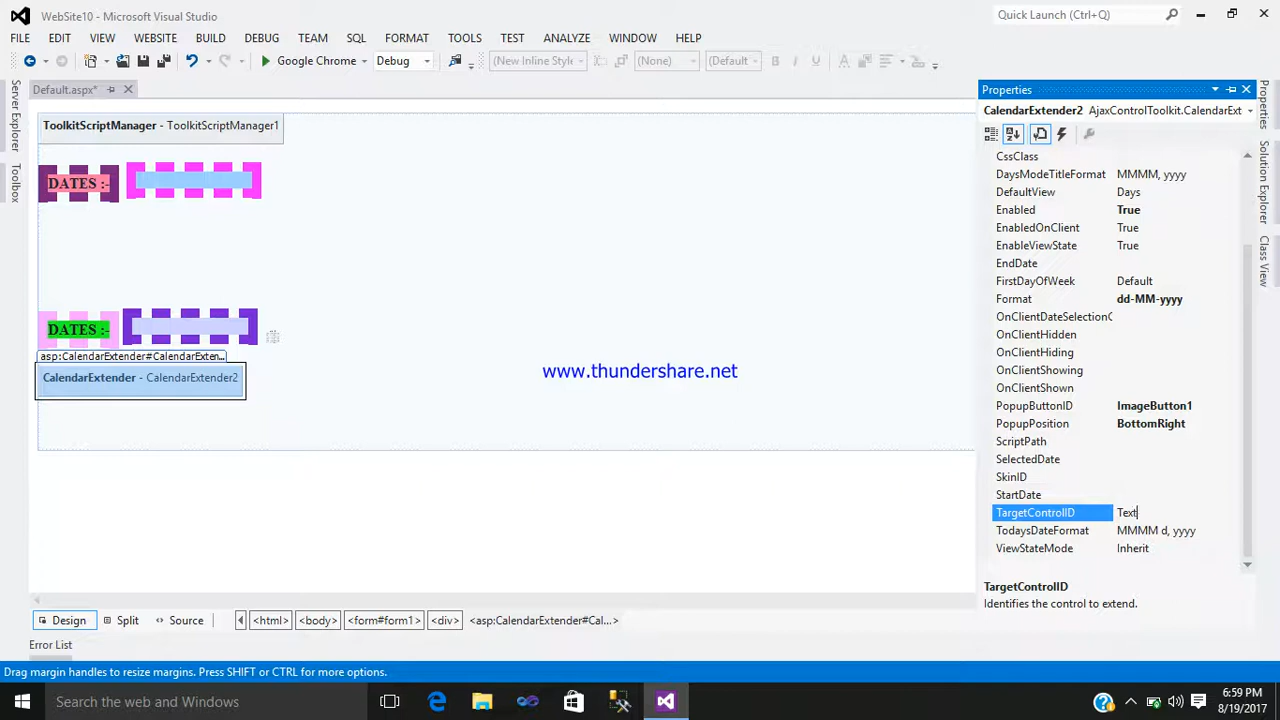 WebSite10 - Microsoft Visual Studio
Quick Launch (Ctrl+Q)
FILE EDIT VIEW WEBSITE BUILD DEBUG TEAM SQL FORMAT TOOLS TEST ANALYZE WINDOW HELP
Google Chrome Debug (New Inline Style (None) (Default
Default.aspx*
Server Explorer
Toolbox
ToolkitScriptManager - ToolkitScriptManager1
DATES :-
DATES :-
asp:CalendarExtender#CalendarExten...
CalendarExtender - CalendarExtender2
www.thundershare.net
Properties
CalendarExtender2 AjaxControlToolkit.CalendarExt
CssClass
DaysModeTitleFormat MMMM, yyyy
DefaultView Days
Enabled True
EnabledOnClient True
EnableViewState True
EndDate
FirstDayOfWeek Default
Format dd-MM-yyyy
OnClientDateSelectionC
OnClientHidden
OnClientHiding
OnClientShowing
OnClientShown
PopupButtonID ImageButton1
PopupPosition BottomRight
ScriptPath
SelectedDate
SkinID
StartDate
TargetControlID Text
TodaysDateFormat MMMM d, yyyy
ViewStateMode Inherit
TargetControlID
Identifies the control to extend.
Properties
Solution Explorer
Class View
Design Split Source <html> <body> <form#form1> <div> <asp:CalendarExtender#Cal...>
Error List
Drag margin handles to resize margins. Press SHIFT or CTRL for more options.
Search the web and Windows
6:59 PM
8/19/2017